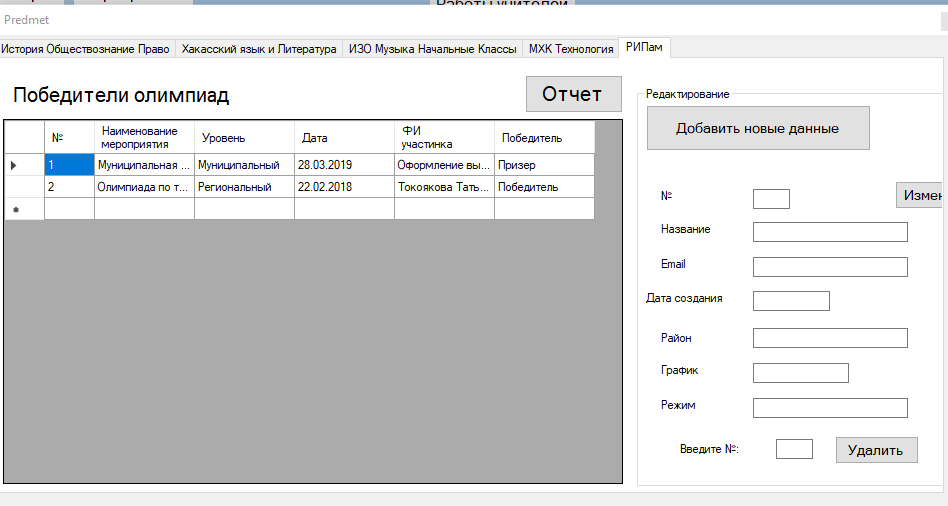 Работы учителей
Predmet
История Обществознание Право
Хакасский язык и Литература
ИЗО Музыка Начальные Классы
МХК Технология
РИПам
Победители олимпиад
Отчет
№
Наименование
мероприятия
Уровень
Дата
ФИ
участинка
Победитель
1
Муниципальная ...
Муниципальный
28.03.2019
Оформление вы...
Призер
2
Олимпиада по т...
Региональный
22.02.2018
Токоякова Тать...
Победитель
Редактирование
Добавить новые данные
№
Измен
Название
Email
Дата создания
Район
График
Режим
Введите №:
Удалить